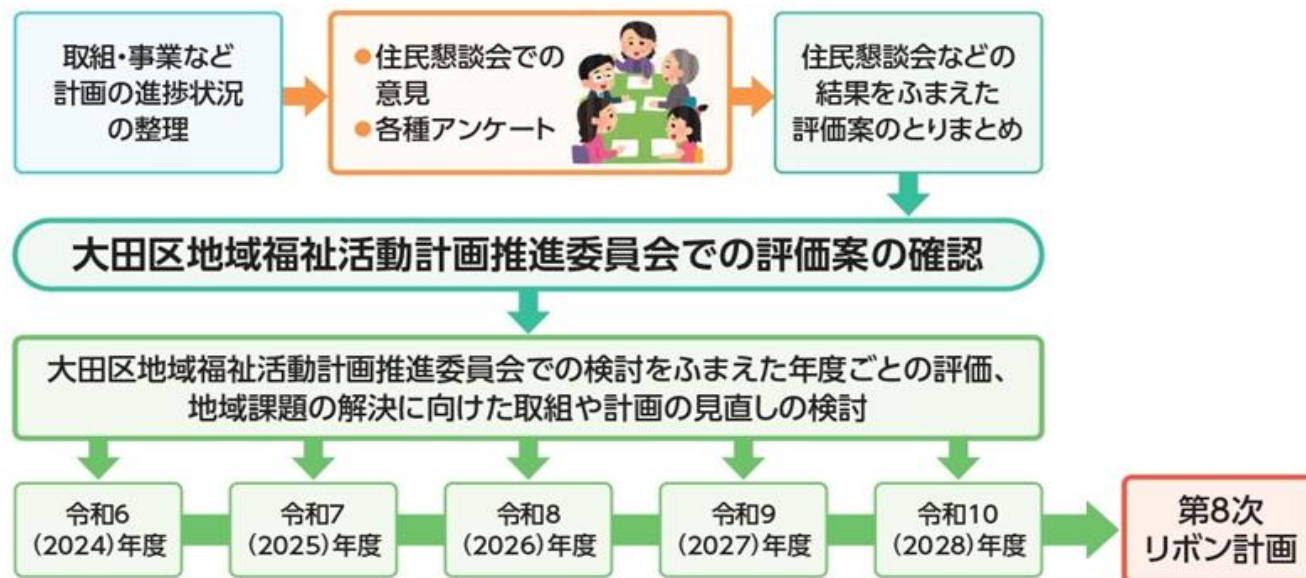 取組・事業など
計画の進捗状況
の整理
●住民懇談会での
意見
●各種アンケート
住民懇談会などの
結果をふまえた
評価案のとりまとめ
大田区地域福祉活動計画推進委員会での評価案の確認
大田区地域福祉活動計画推進委員会での検討をふまえた年度ごとの評価、
地域課題の解決に向けた取組や計画の見直しの検討
令和6
(2024)年度
令和7
(2025)年度
令和8
(2026)年度
令和9
(2027)年度
令和10
(2028)年度
第8次
リボン計画